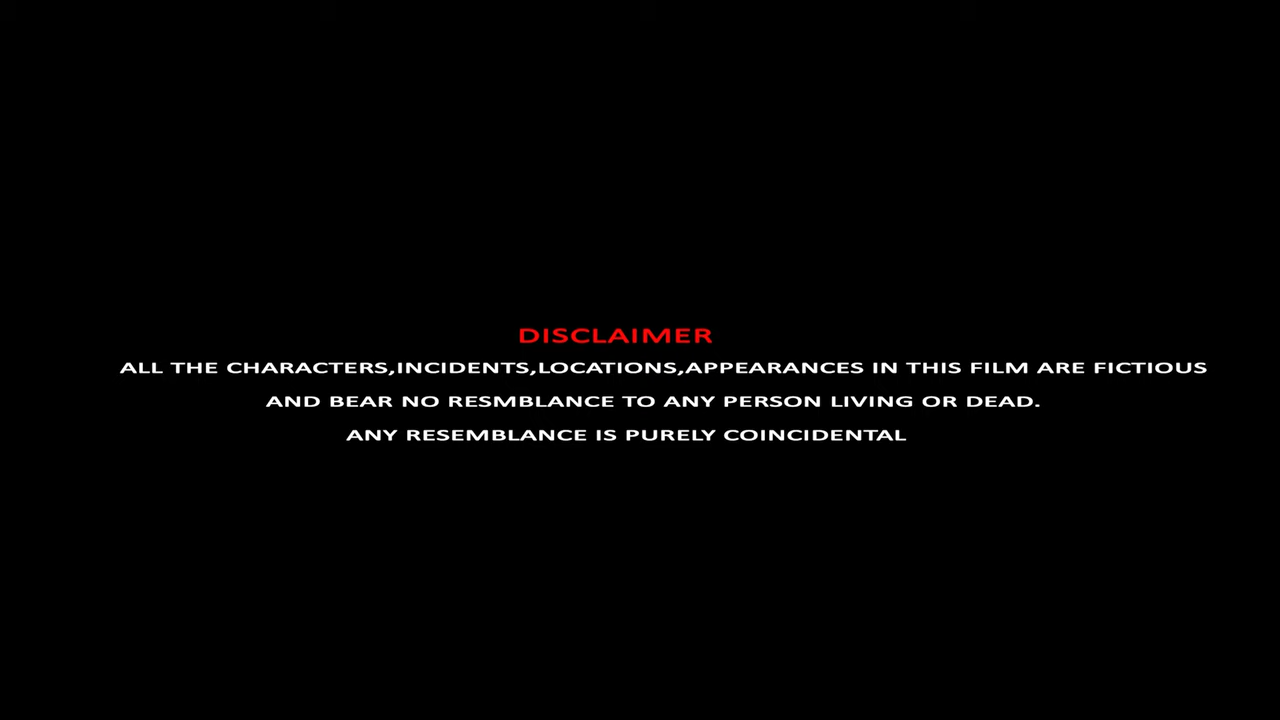 DISCLAIMER
ALL THE CHARACTERS,INCIDENTS,LOCATIONS,APPEARANCES IN THIS FILM ARE FICTIOUS
AND BEAR NO RESMBLANCE TO ANY PERSON LIVING OR DEAD.
ANY RESEMBLANCE IS PURELY COINCIDENTAL